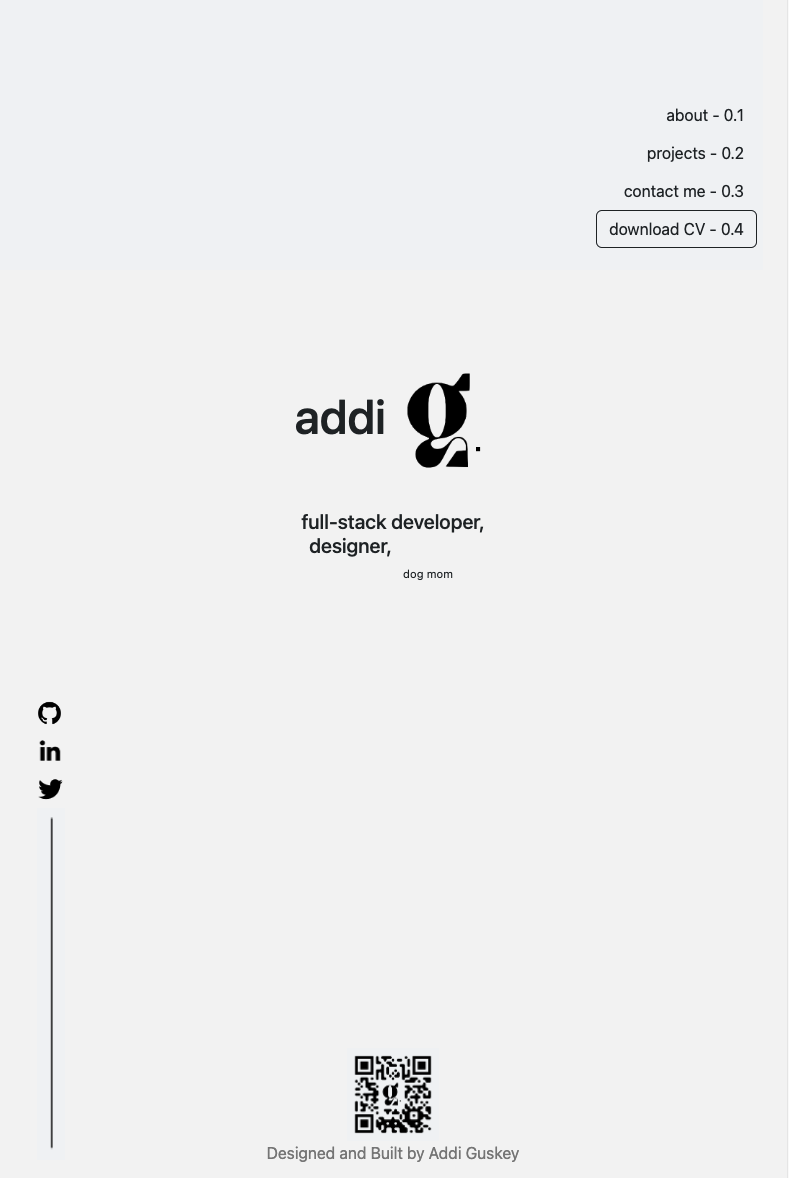 about - 0.1
projects - 0.2
contact me - 0.3
download CV - 0.4
addi g.
full-stack developer,
designer,
dog mom
in
g.
Designed and Built by Addi Guskey